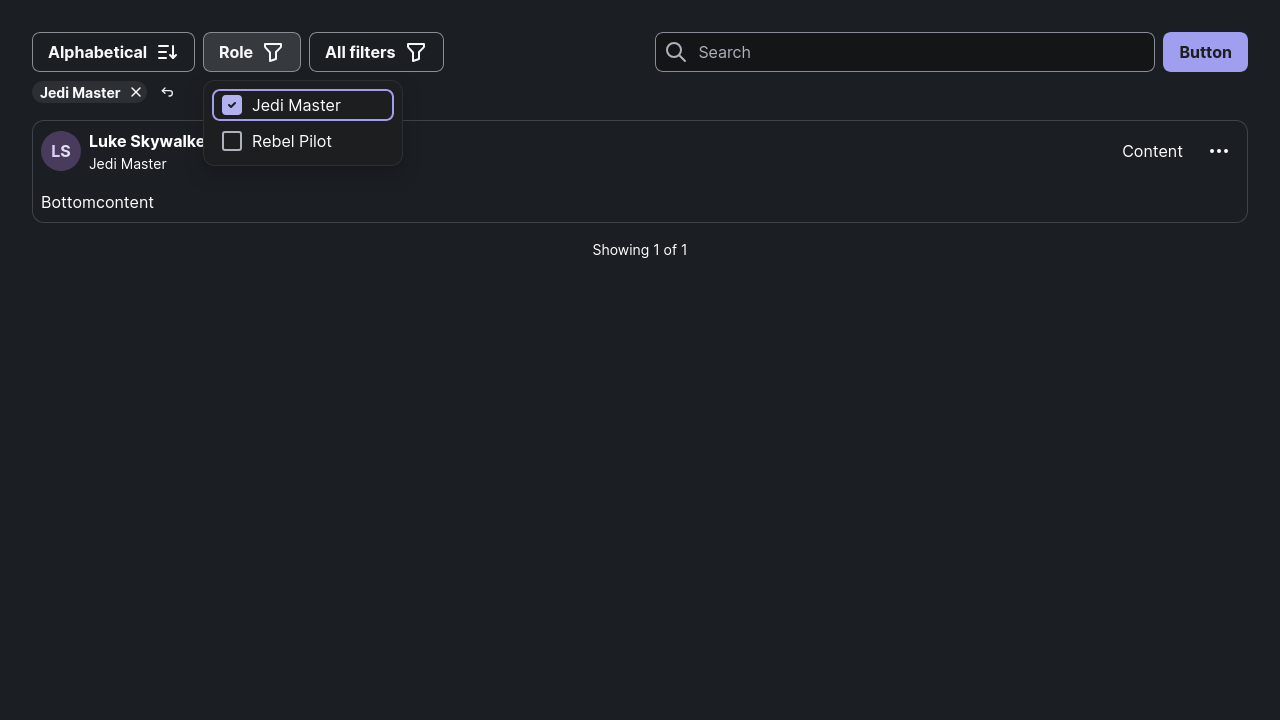 Alphabetical
Role
All filters
Search
Button
Jedi Master
Jedi Master
Rebel Pilot
LS
Luke Skywalke
Jedi Master
Content
Bottomcontent
Showing 1 of 1